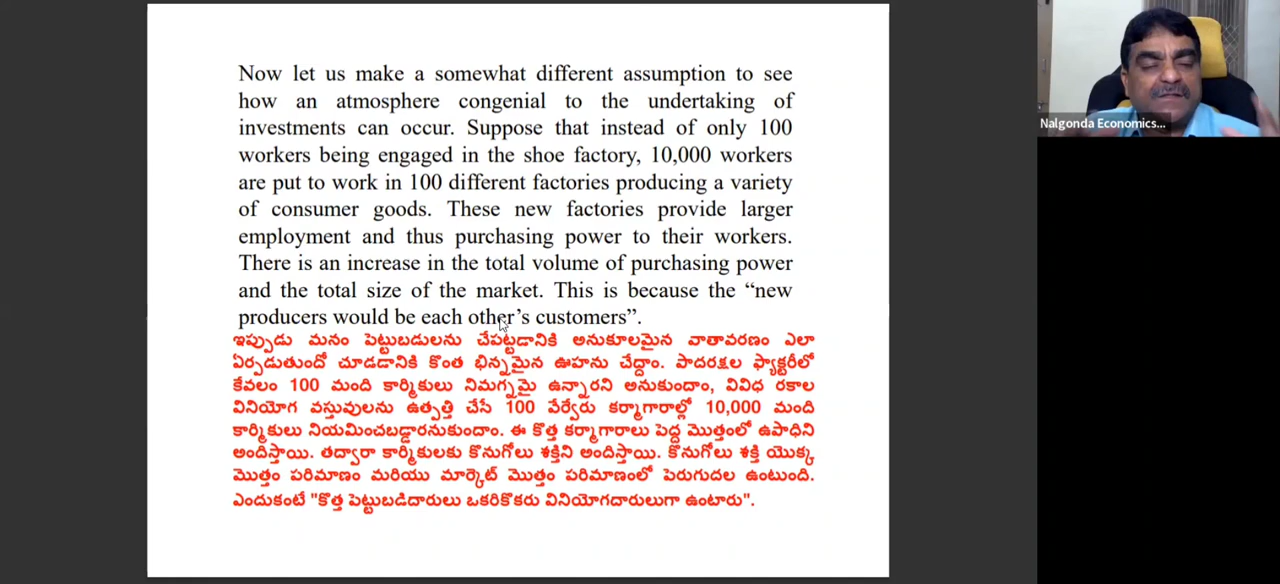 Now let us make a somewhat different assumption to see
how an atmosphere congenial to the undertaking of
investments can occur. Suppose that instead of only 100
workers being engaged in the shoe factory, 10,000 workers
are put to work in 100 different factories producing a variety
of consumer goods. These new factories provide larger
employment and thus purchasing power to their workers.
There is an increase in the total volume of purchasing power
and the total size of the market. This is because the “new
producers would be each other’s customers”.
ఇప్పుడు మనం పెట్టుబడులను చేపట్టడానికి అనుకూలమైన వాతావరణం ఎలా
ఏర్పడుతుందో చూడడానికి కొంత భిన్నమైన ఊహను చేద్దాం. పాదరక్షల ఫ్యాక్టరీలో
కేవలం 100 మంది కార్మికులు నిమగ్నమై ఉన్నారని అనుకుందాం, వివిధ రకాల
వినియోగ వస్తువులను ఉత్పత్తి చేసే 100 వేర్వేరు కర్మాగారాల్లో 10,000 మంది
కార్మికులు నియమించబడ్డారనుకుందాం. ఈ కొత్త కర్మాగారాలు పెద్ద మొత్తంలో ఉపాధిని
అందిస్తాయి. తద్వారా కార్మికులకు కొనుగోలు శక్తిని అందిస్తాయి. కొనుగోలు శక్తి యొక్క
మొత్తం పరిమాణం మరియు మార్కెట్ మొత్తం పరిమాణంలో పెరుగుదల ఉంటుంది.
ఎందుకంటే "కొత్త పెట్టుబడిదారులు ఒకరికొకరు వినియోగదారులుగా ఉంటారు".
Nalgonda Economics...